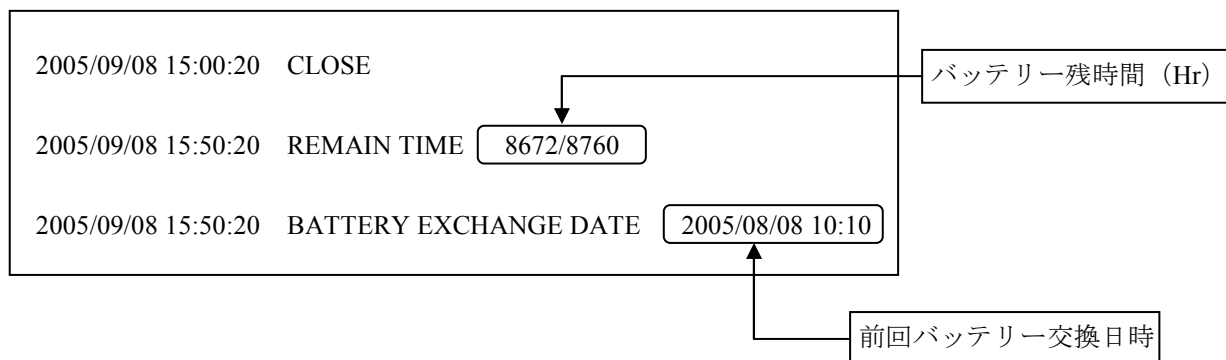 2005/09/08 15:00:20 CLOSE
バッテリー残時間（Hr）
2005/09/08 15:50:20 REMAIN TIME 8672/8760
2005/09/08 15:50:20 BATTERY EXCHANGE DATE 2005/08/08 10:10
前回バッテリー交換日時